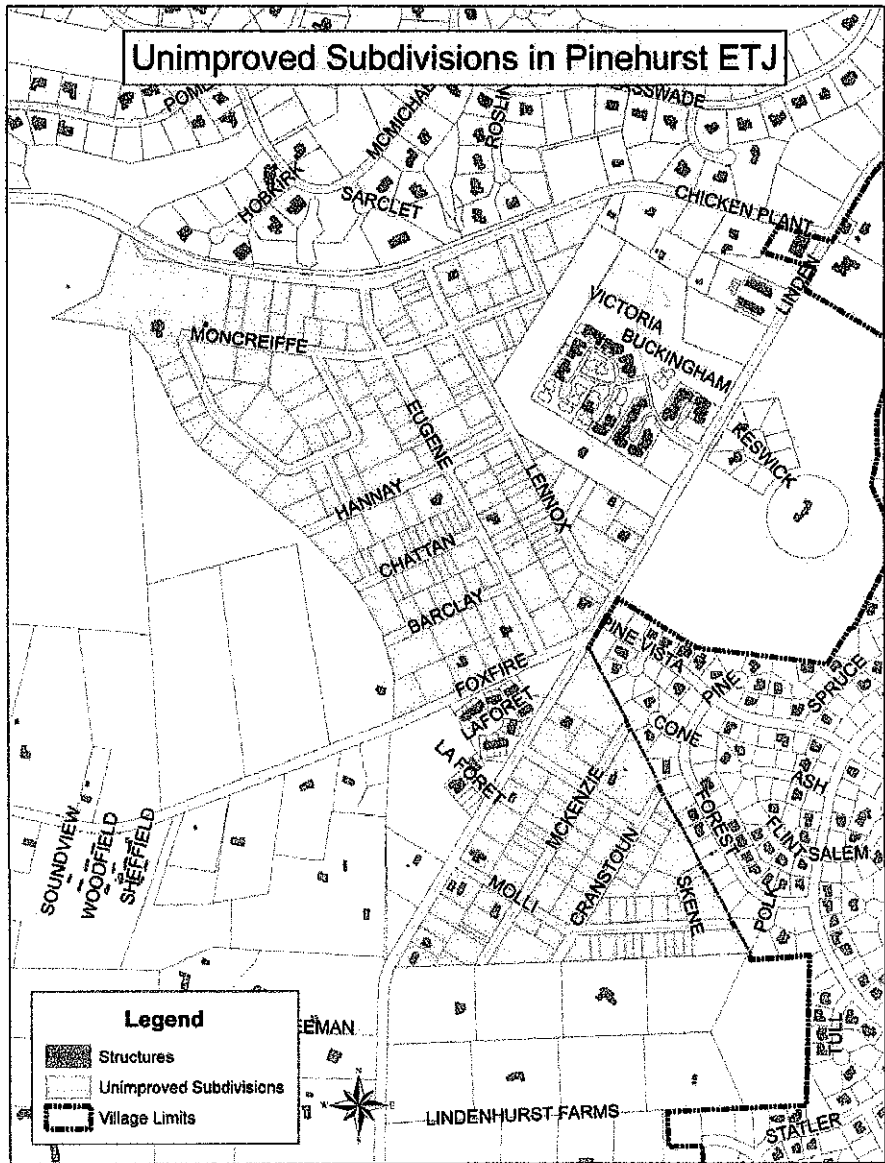 Unimproved Subdivisions in Pinehurst ETJ
MCMICHAEL
HOBKIRK
SARCLET
CHICKEN PLANT
LINDEN
MONCREIFFE
VICTORIA
BUCKINGHAM
EUGENE
KESWICK
HANNAY
LENNOX
CHATTAN
BARCLAY
FOXFIRE
PINE VISTA
PINE
SPRUCE
LAFORET
CONE
LA FORET
ASH
MCKENZIE
FOREST
FLINT
SALEM
SOUNDVIEW
WOODFIELD
SHEFFIELD
MOLLI
CRANSTOUN
SKENE
POLK
Legend
Structures
Unimproved Subdivisions
Village Limits
EEMAN
N
W
E
TULL
LINDENHURST FARMS
STATLER